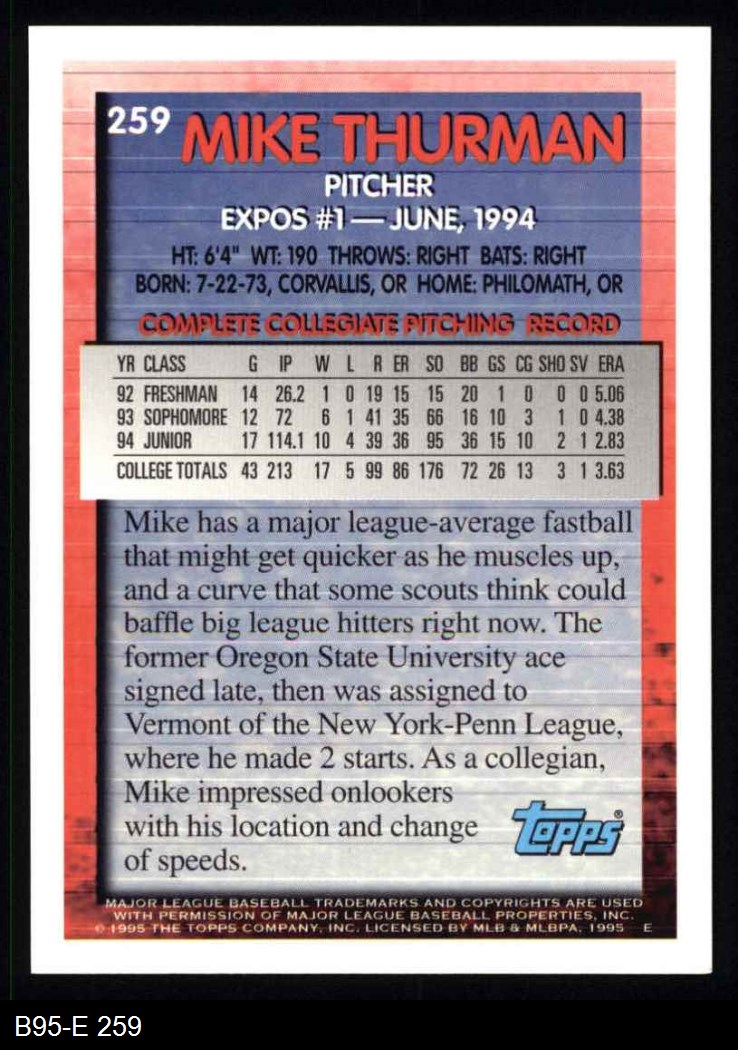 259 MIKE THURMAN
PITCHER
EXPOS #1 — JUNE, 1994
HT: 6'4" WT: 190 THROWS: RIGHT BATS: RIGHT
BORN: 7-22-73, CORVALLIS, OR HOME: PHILOMATH, OR
COMPLETE COLLEGIATE PITCHING RECORD
YR CLASS G IP W L R ER SO BB GS CG SHO SV ERA
92 FRESHMAN 14 26.2 1 0 19 15 15 20 1 0 0 0 5.06
93 SOPHOMORE 12 72 6 1 41 35 66 16 10 3 1 0 4.38
94 JUNIOR 17 114.1 10 4 39 36 95 36 15 10 2 1 2.83
COLLEGE TOTALS 43 213 17 5 99 86 176 72 26 13 3 1 3.63
Mike has a major league-average fastball
that might get quicker as he muscles up,
and a curve that some scouts think could
baffle big league hitters right now. The
former Oregon State University ace
signed late, then was assigned to
Vermont of the New York-Penn League,
where he made 2 starts. As a collegian,
Mike impressed onlookers
with his location and change
of speeds.
Topps®
MAJOR LEAGUE BASEBALL TRADEMARKS AND COPYRIGHTS ARE USED
WITH PERMISSION OF MAJOR LEAGUE BASEBALL PROPERTIES, INC.
© 1995 THE TOPPS COMPANY, INC. LICENSED BY MLB & MLBPA, 1995 E
B95-E 259